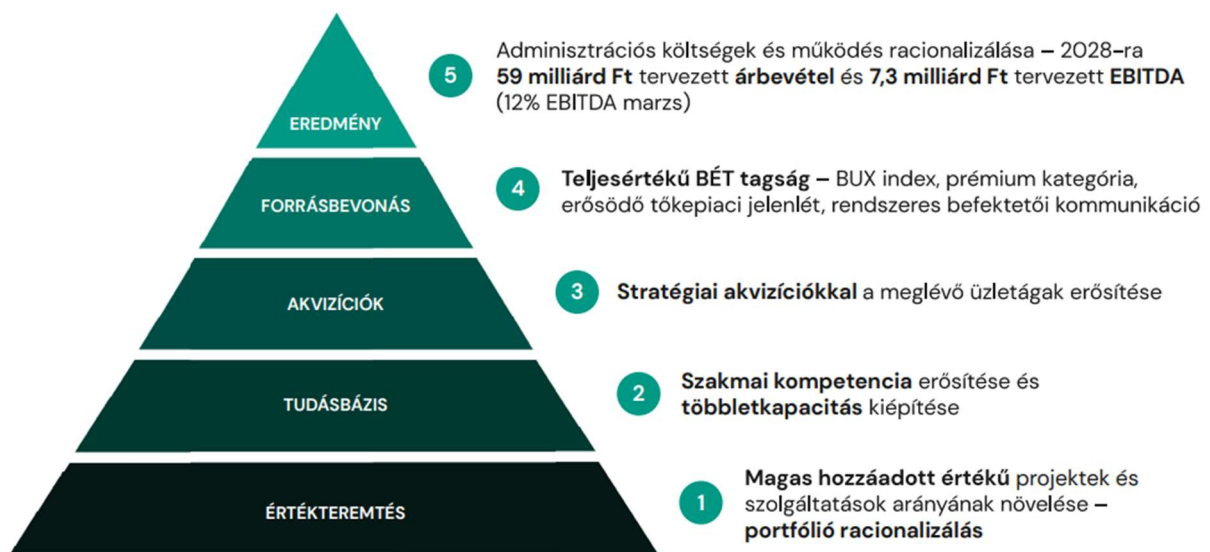 5
Adminisztrációs költségek és működés racionalizálása – 2028-ra
59 milliárd Ft tervezett árbevétel és 7,3 milliárd Ft tervezett EBITDA
(12% EBITDA marzs)
EREDMÉNY
4
Teljesértékű BÉT tagság – BUX index, prémium kategória,
erősödő tőkepiaci jelenlét, rendszeres befektetői kommunikáció
FORRÁSBEVONÁS
3
Stratégiai akvizíciókkal a meglévő üzletágak erősítése
AKVIZÍCIÓK
2
Szakmai kompetencia erősítése és
többletkapacitás kiépítése
TUDÁSBÁZIS
1
Magas hozzáadott értékű projektek és
szolgáltatások arányának növelése –
portfólió racionalizálás
ÉRTÉKTEREMTÉS